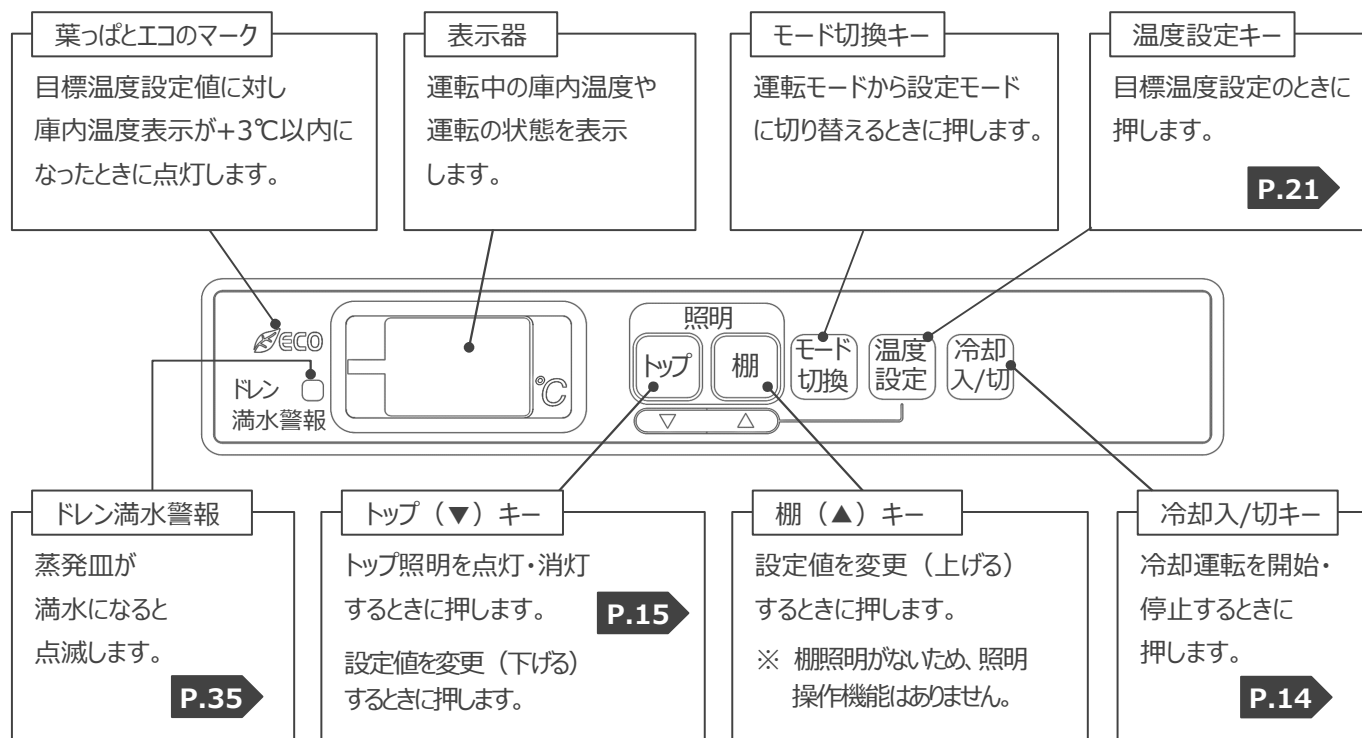 葉っぱとエコのマーク
目標温度設定値に対し
庫内温度表示が+3℃以内に
なったときに点灯します。
表示器
運転中の庫内温度や
運転の状態を表示
します。
モード切換キー
運転モードから設定モード
に切り替えるときに押します。
温度設定キー
目標温度設定のときに
押します。
P.21
ECO
ドレン
満水警報
℃
照明
トップ
棚
▽
△
モード
切換
温度
設定
冷却
入/切
ドレン満水警報
蒸発皿が
満水になると
点滅します。
P.35
トップ（▼）キー
トップ照明を点灯・消灯
するときに押します。
P.15
設定値を変更（下げる）
するときに押します。
棚（▲）キー
設定値を変更（上げる）
するときに押します。
※ 棚照明がないため、照明
操作機能はありません。
冷却入/切キー
冷却運転を開始・
停止するときに
押します。
P.14